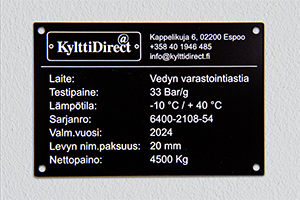 KylttiDirect@
Kappelikuja 6, 02200 Espoo
+358 40 1946 485
info@kylttidirect.fi
Laite: Vedyn varastointiastia
Testipaine: 33 Bar/g
Lämpötila: -10 °C / + 40 °C
Sarjanro: 6400-2108-54
Valm.vuosi: 2024
Levyn nim.paksuus: 20 mm
Nettopaino: 4500 Kg